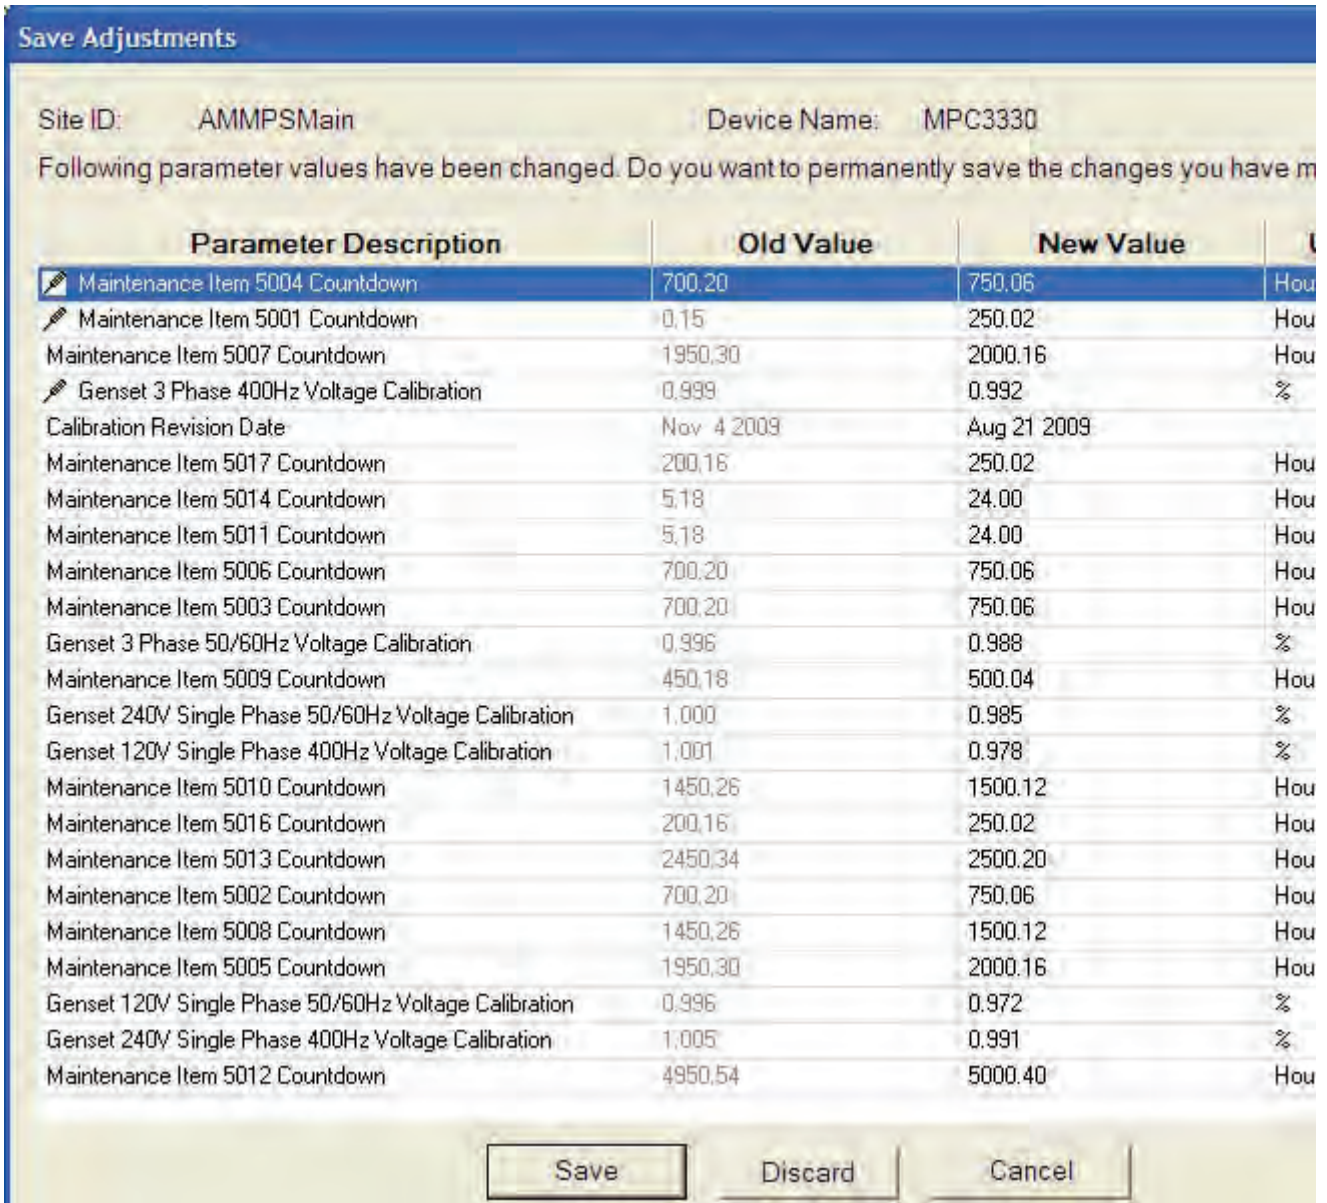 Save Adjustments
Site ID: AMMPSMain Device Name: MPC3330
Following parameter values have been changed. Do you want to permanently save the changes you have m
Parameter Description Old Value New Value U
Maintenance Item 5004 Countdown 700.20 750.06 Hou
Maintenance Item 5001 Countdown 0.15 250.02 Hou
Maintenance Item 5007 Countdown 1950.30 2000.16 Hou
Genset 3 Phase 400Hz Voltage Calibration 0.999 0.992 %
Calibration Revision Date Nov 4 2009 Aug 21 2009
Maintenance Item 5017 Countdown 200.16 250.02 Hou
Maintenance Item 5014 Countdown 5.18 24.00 Hou
Maintenance Item 5011 Countdown 5.18 24.00 Hou
Maintenance Item 5006 Countdown 700.20 750.06 Hou
Maintenance Item 5003 Countdown 700.20 750.06 Hou
Genset 3 Phase 50/60Hz Voltage Calibration 0.996 0.988 %
Maintenance Item 5009 Countdown 450.18 500.04 Hou
Genset 240V Single Phase 50/60Hz Voltage Calibration 1.000 0.985 %
Genset 120V Single Phase 400Hz Voltage Calibration 1.001 0.978 %
Maintenance Item 5010 Countdown 1450.26 1500.12 Hou
Maintenance Item 5016 Countdown 200.16 250.02 Hou
Maintenance Item 5013 Countdown 2450.34 2500.20 Hou
Maintenance Item 5002 Countdown 700.20 750.06 Hou
Maintenance Item 5008 Countdown 1450.26 1500.12 Hou
Maintenance Item 5005 Countdown 1950.30 2000.16 Hou
Genset 120V Single Phase 50/60Hz Voltage Calibration 0.996 0.972 %
Genset 240V Single Phase 400Hz Voltage Calibration 1.005 0.991 %
Maintenance Item 5012 Countdown 4950.54 5000.40 Hou
Save Discard Cancel